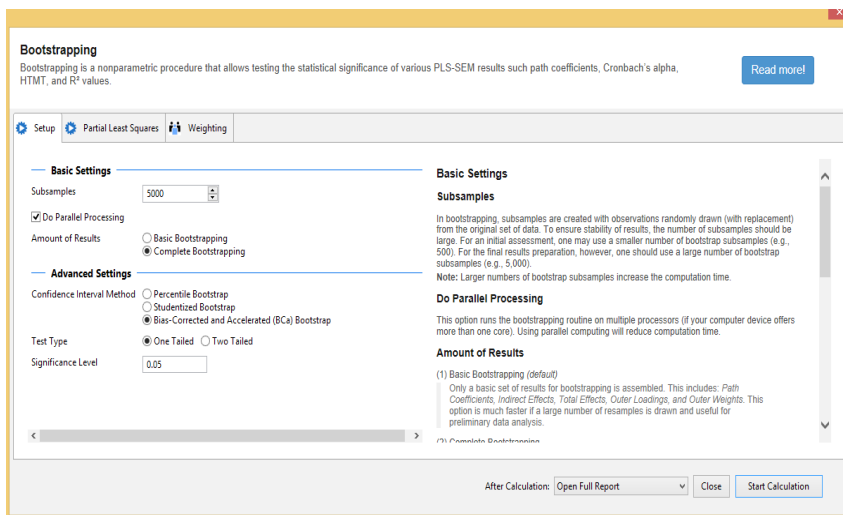 Bootstrapping
Bootstrapping is a nonparametric procedure that allows testing the statistical significance of various PLS-SEM results such path coefficients, Cronbach's alpha,
HTMT, and R² values.
Read more!
Setup
Partial Least Squares
Weighting
Basic Settings
Subsamples
5000
Do Parallel Processing
Amount of Results
Basic Bootstrapping
Complete Bootstrapping
Advanced Settings
Confidence Interval Method
Percentile Bootstrap
Studentized Bootstrap
Bias-Corrected and Accelerated (BCa) Bootstrap
Test Type
One Tailed
Two Tailed
Significance Level
0.05
Basic Settings
Subsamples
In bootstrapping, subsamples are created with observations randomly drawn (with replacement)
from the original set of data. To ensure stability of results, the number of subsamples should be
large. For an initial assessment, one may use a smaller number of bootstrap subsamples (e.g.,
500). For the final results preparation, however, one should use a large number of bootstrap
subsamples (e.g., 5,000).
Note: Larger numbers of bootstrap subsamples increase the computation time.
Do Parallel Processing
This option runs the bootstrapping routine on multiple processors (if your computer device offers
more than one core). Using parallel computing will reduce computation time.
Amount of Results
(1) Basic Bootstrapping (default)
Only a basic set of results for bootstrapping is assembled. This includes: Path
Coefficients, Indirect Effects, Total Effects, Outer Loadings, and Outer Weights. This
option is much faster if a large number of resamples is drawn and useful for
preliminary data analysis.
(2) Complete Bootstrapping
After Calculation:
Open Full Report
Close
Start Calculation